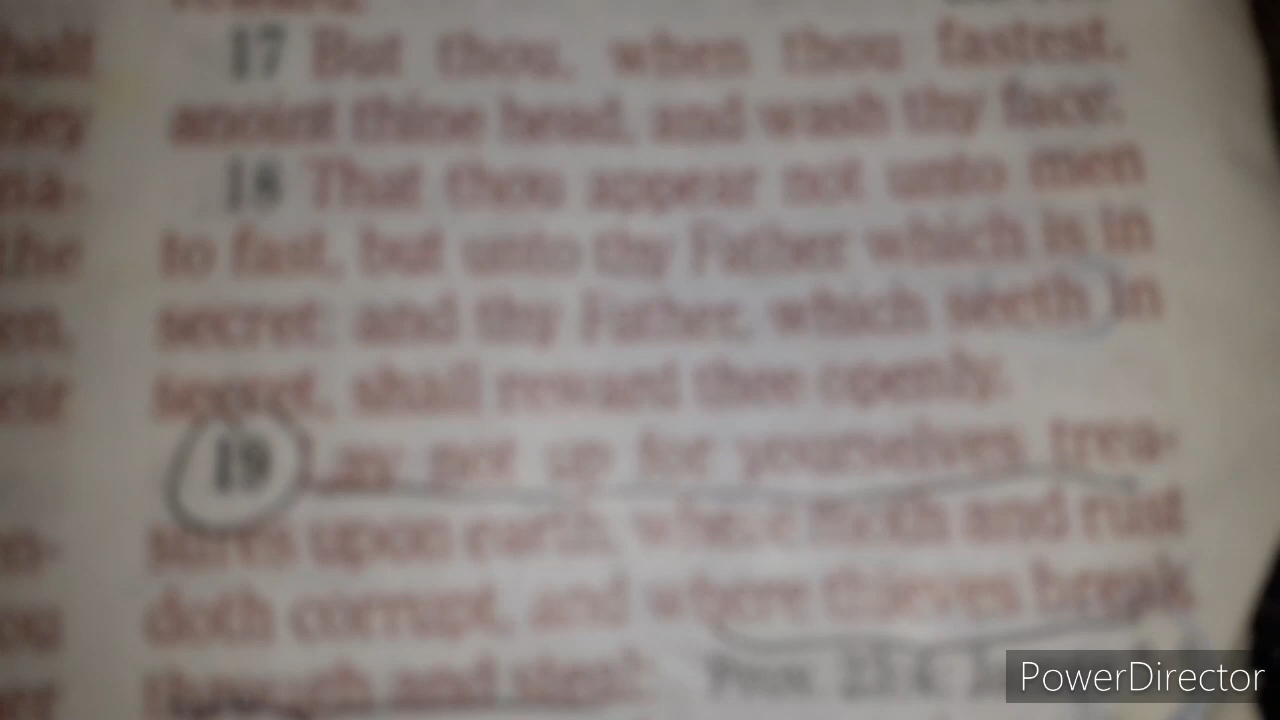 reward.
17 But thou, when thou fastest,
anoint thine head, and wash thy face;
18 That thou appear not unto men
to fast, but unto thy Father which is in
secret: and thy Father, which seeth in
secret, shall reward thee openly.
19 Lay not up for yourselves trea-
sures upon earth, where moth and rust
doth corrupt, and where thieves break
through and steal:
PowerDirector